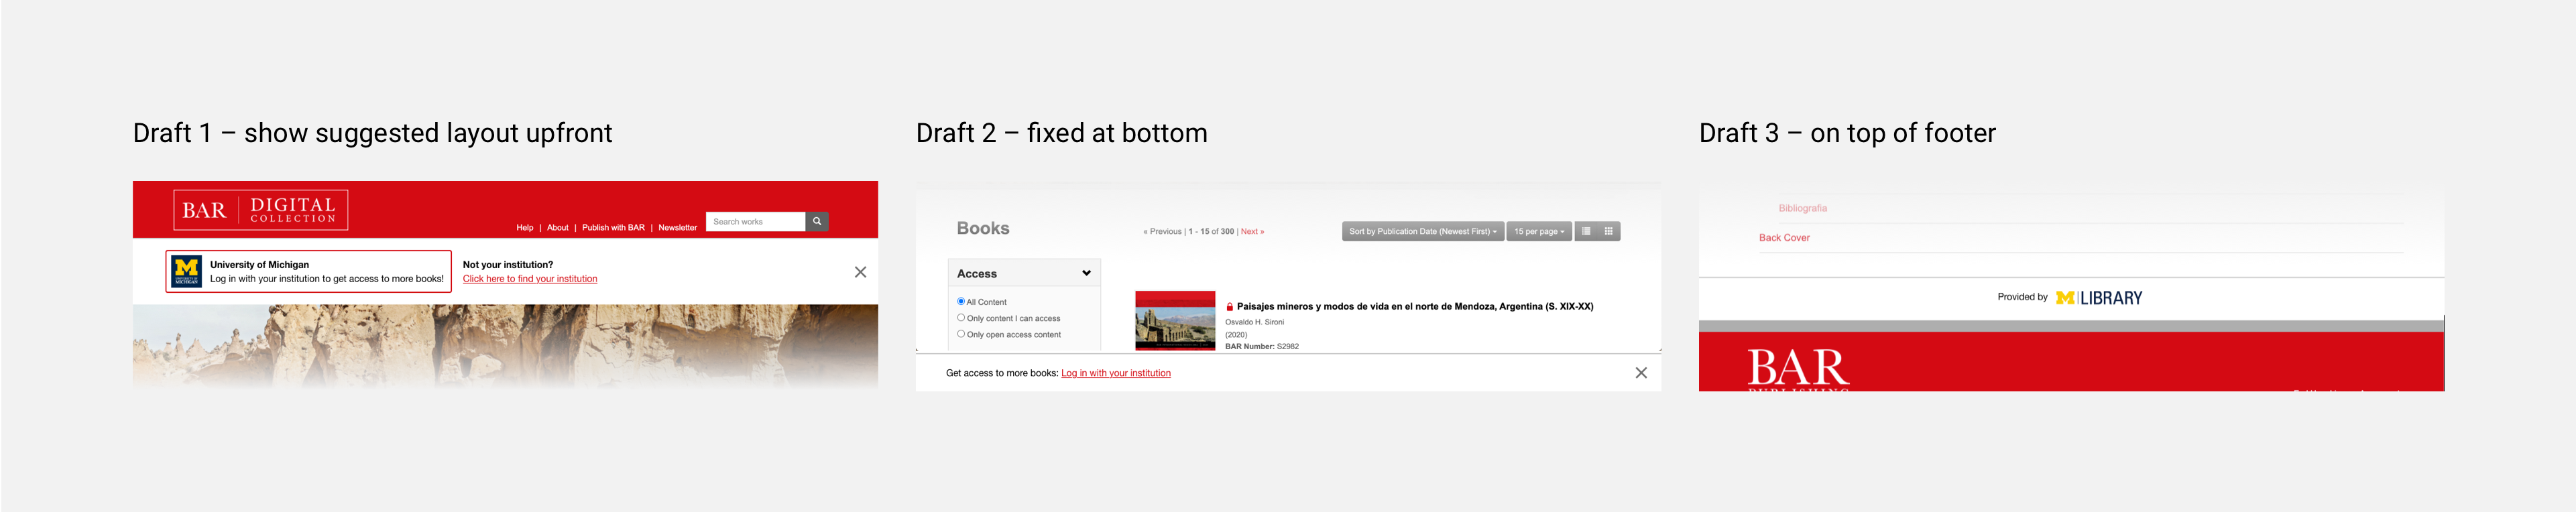 Draft 1 – show suggested layout upfront
BAR DIGITAL
COLLECTION
Help | About | Publish with BAR | Newsletter
Search works
M
UNIVERSITY OF
MICHIGAN
University of Michigan
Log in with your institution to get access to more books!
Not your institution?
Click here to find your institution
Draft 2 – fixed at bottom
Books
« Previous | 1 - 15 of 300 | Next »
Sort by Publication Date (Newest First)
15 per page
Access
All Content
Only content I can access
Only open access content
Paisajes mineros y modos de vida en el norte de Mendoza, Argentina (S. XIX-XX)
Osvaldo H. Sironi
(2020)
BAR Number: S2982
Get access to more books: Log in with your institution
Draft 3 – on top of footer
Bibliografia
Back Cover
Provided by M LIBRARY
BAR
PUBLISHING